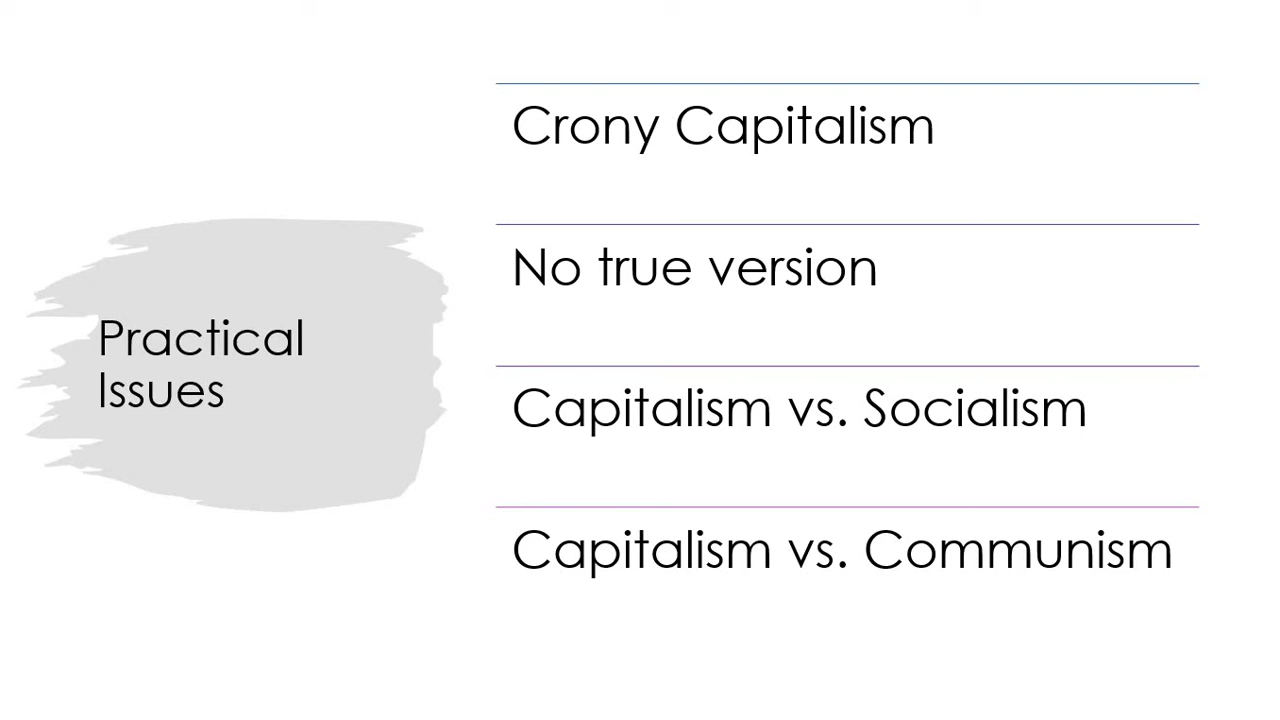 Practical
Issues
Crony Capitalism
No true version
Capitalism vs. Socialism
Capitalism vs. Communism